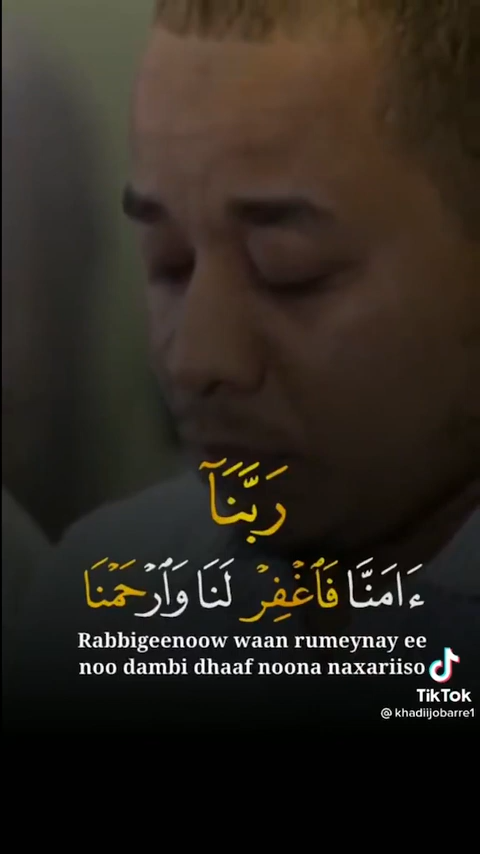 رَبَّنَآ
ءَامَنَّا فَٱغۡفِرۡ لَنَا وَٱرۡحَمۡنَا
Rabbigeenoow waan rumeynay ee
noo dambi dhaaf noona naxariiso
TikTok
@ khadiijobarre1